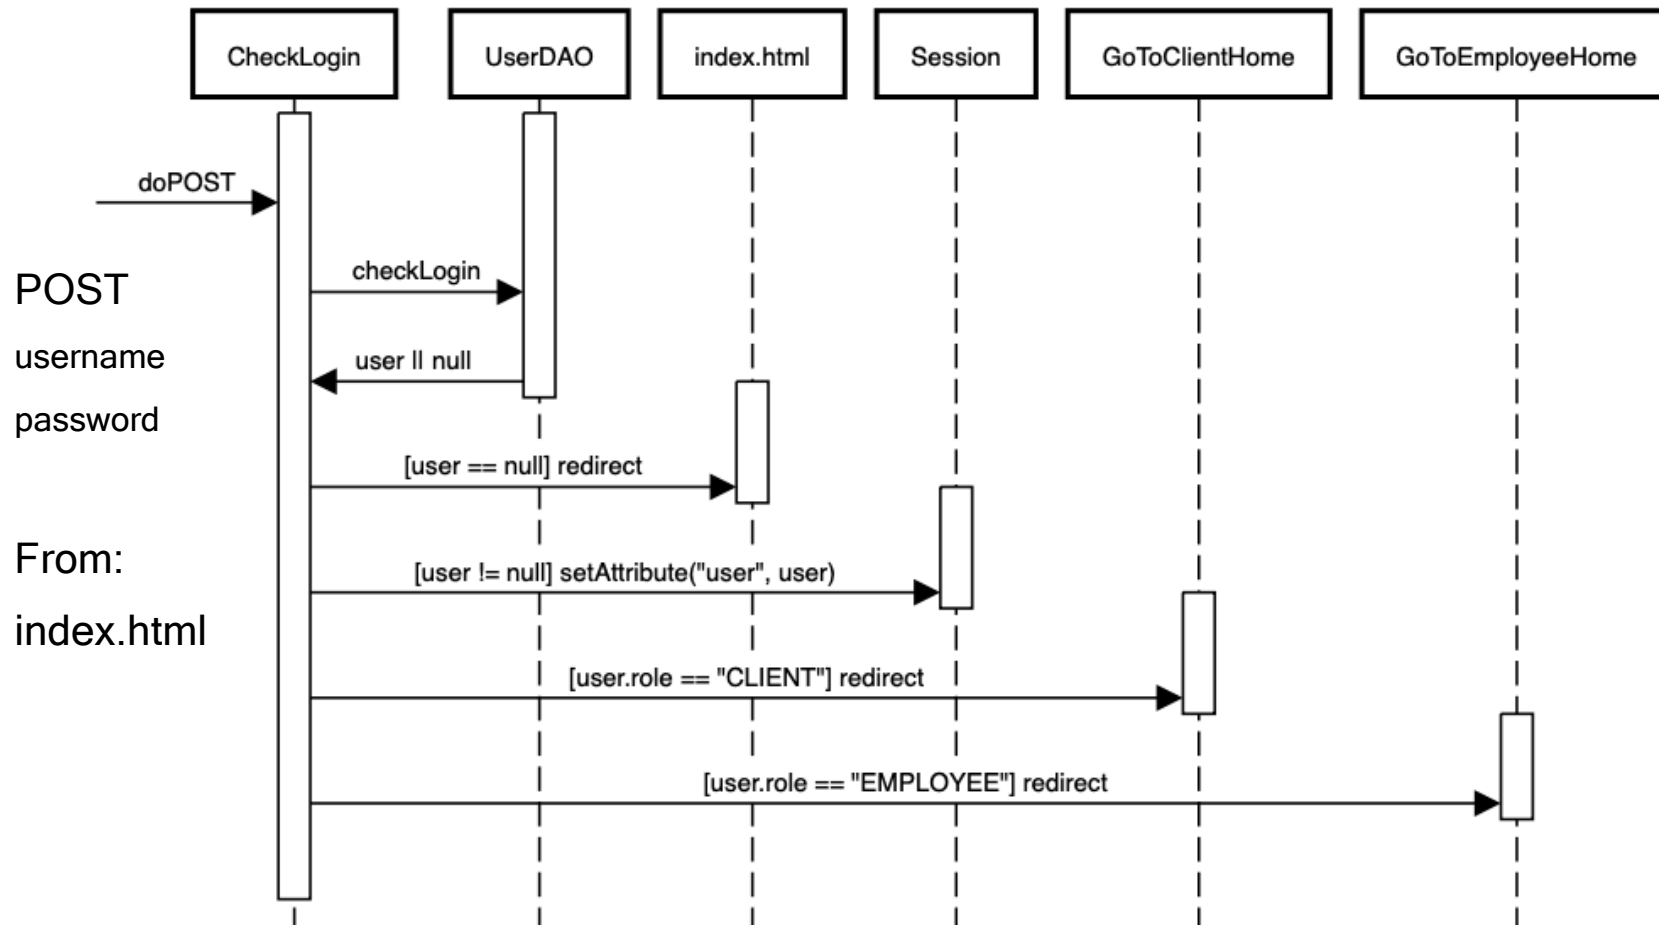 CheckLogin
UserDAO
index.html
Session
GoToClientHome
GoToEmployeeHome
doPOST
checkLogin
POST
username
user || null
password
[user == null] redirect
From:
[user != null] setAttribute("user", user)
index.html
[user.role == "CLIENT"] redirect
[user.role == "EMPLOYEE"] redirect